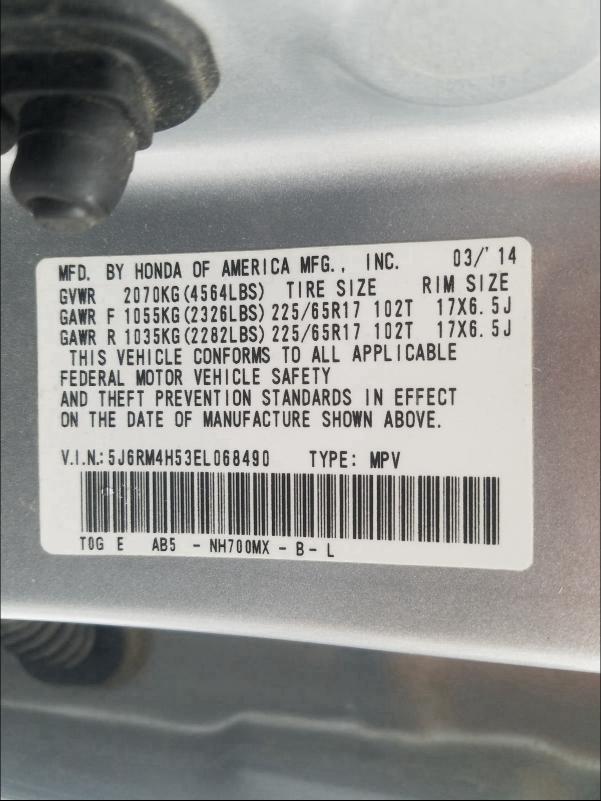 MFD. BY HONDA OF AMERICA MFG., INC. 03/'14
GVWR 2070KG(4564LBS) TIRE SIZE RIM SIZE
GAWR F 1055KG(2326LBS) 225/65R17 102T 17X6.5J
GAWR R 1035KG(2282LBS) 225/65R17 102T 17X6.5J
THIS VEHICLE CONFORMS TO ALL APPLICABLE
FEDERAL MOTOR VEHICLE SAFETY
AND THEFT PREVENTION STANDARDS IN EFFECT
ON THE DATE OF MANUFACTURE SHOWN ABOVE.
V.I.N.: 5J6RM4H53EL068490 TYPE: MPV
T0G E AB5 - NH700MX - B - L